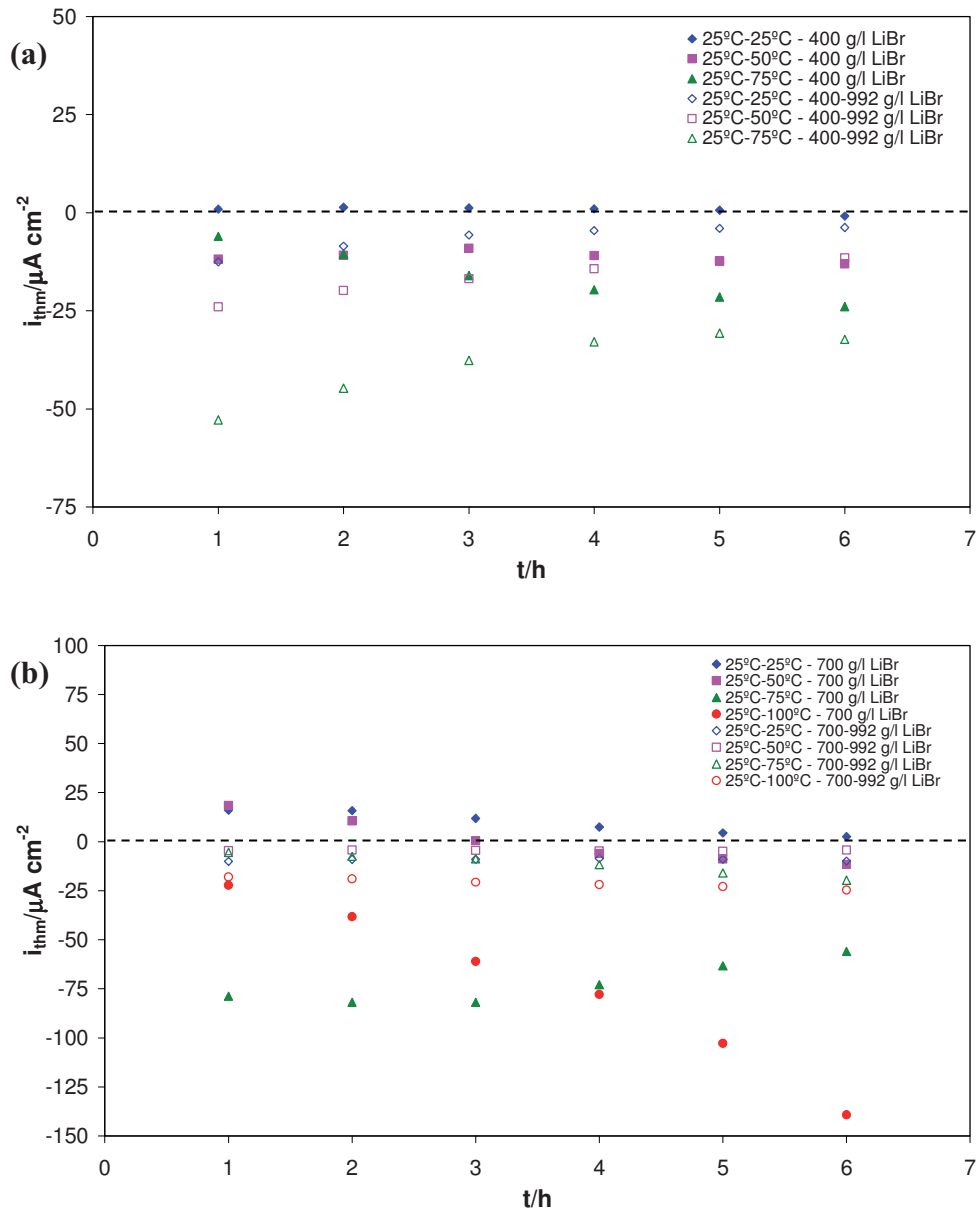 (a)
50
25
0
-25
-50
-75
i_thm/µA cm⁻²
25ºC-25ºC - 400 g/l LiBr
25ºC-50ºC - 400 g/l LiBr
25ºC-75ºC - 400 g/l LiBr
25ºC-25ºC - 400-992 g/l LiBr
25ºC-50ºC - 400-992 g/l LiBr
25ºC-75ºC - 400-992 g/l LiBr
0 1 2 3 4 5 6 7
t/h
(b)
100
75
50
25
0
-25
-50
-75
-100
-125
-150
i_thm/µA cm⁻²
25ºC-25ºC - 700 g/l LiBr
25ºC-50ºC - 700 g/l LiBr
25ºC-75ºC - 700 g/l LiBr
25ºC-100ºC - 700 g/l LiBr
25ºC-25ºC - 700-992 g/l LiBr
25ºC-50ºC - 700-992 g/l LiBr
25ºC-75ºC - 700-992 g/l LiBr
25ºC-100ºC - 700-992 g/l LiBr
0 1 2 3 4 5 6 7
t/h